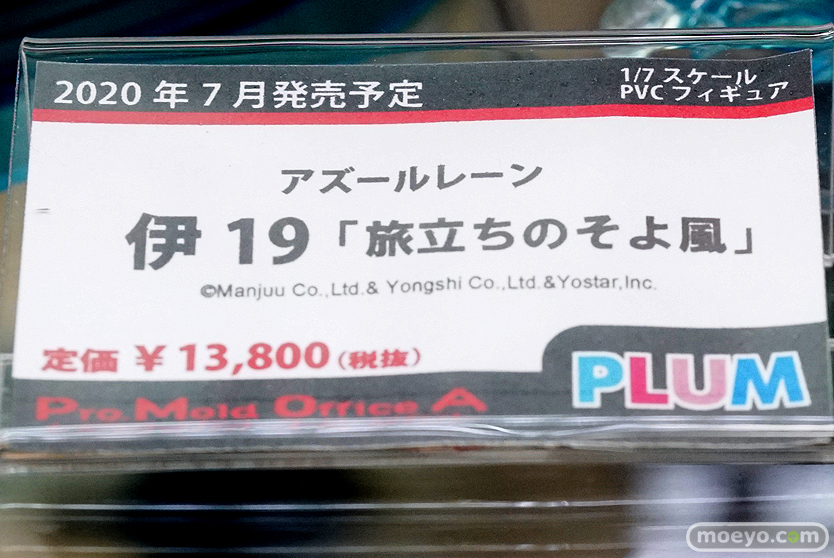 2020 年 7 月発売予定
1/7 スケール
PVC フィギュア
アズールレーン
伊 19「旅立ちのそよ風」
©Manjuu Co.,Ltd.& Yongshi Co.,Ltd.&Yostar,Inc.
定価 ¥ 13,800（税抜）
Pro Mold Office A
PLUM
moeyo.com